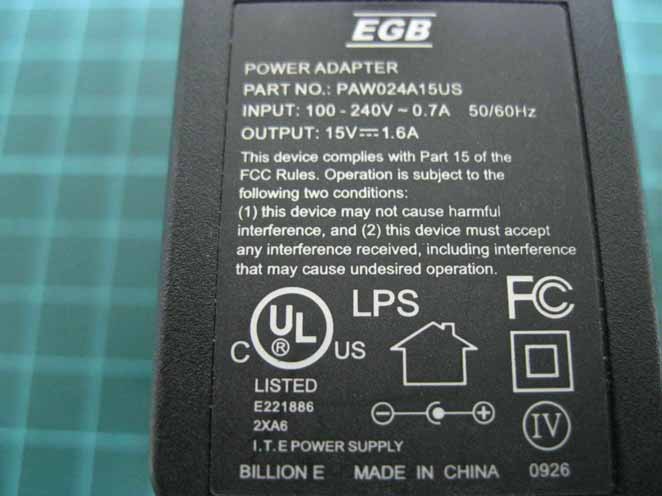 EGB
POWER ADAPTER
PART NO.: PAW024A15US
INPUT: 100 - 240V ~ 0.7A 50/60Hz
OUTPUT: 15V⎓1.6A
This device complies with Part 15 of the
FCC Rules. Operation is subject to the
following two conditions:
(1) this device may not cause harmful
interference, and (2) this device must accept
any interference received, including interference
that may cause undesired operation.
LPS
FC
C UL ® US
LISTED
E221886
2XA6
I.T.E POWER SUPPLY
IV
BILLION E MADE IN CHINA 0926